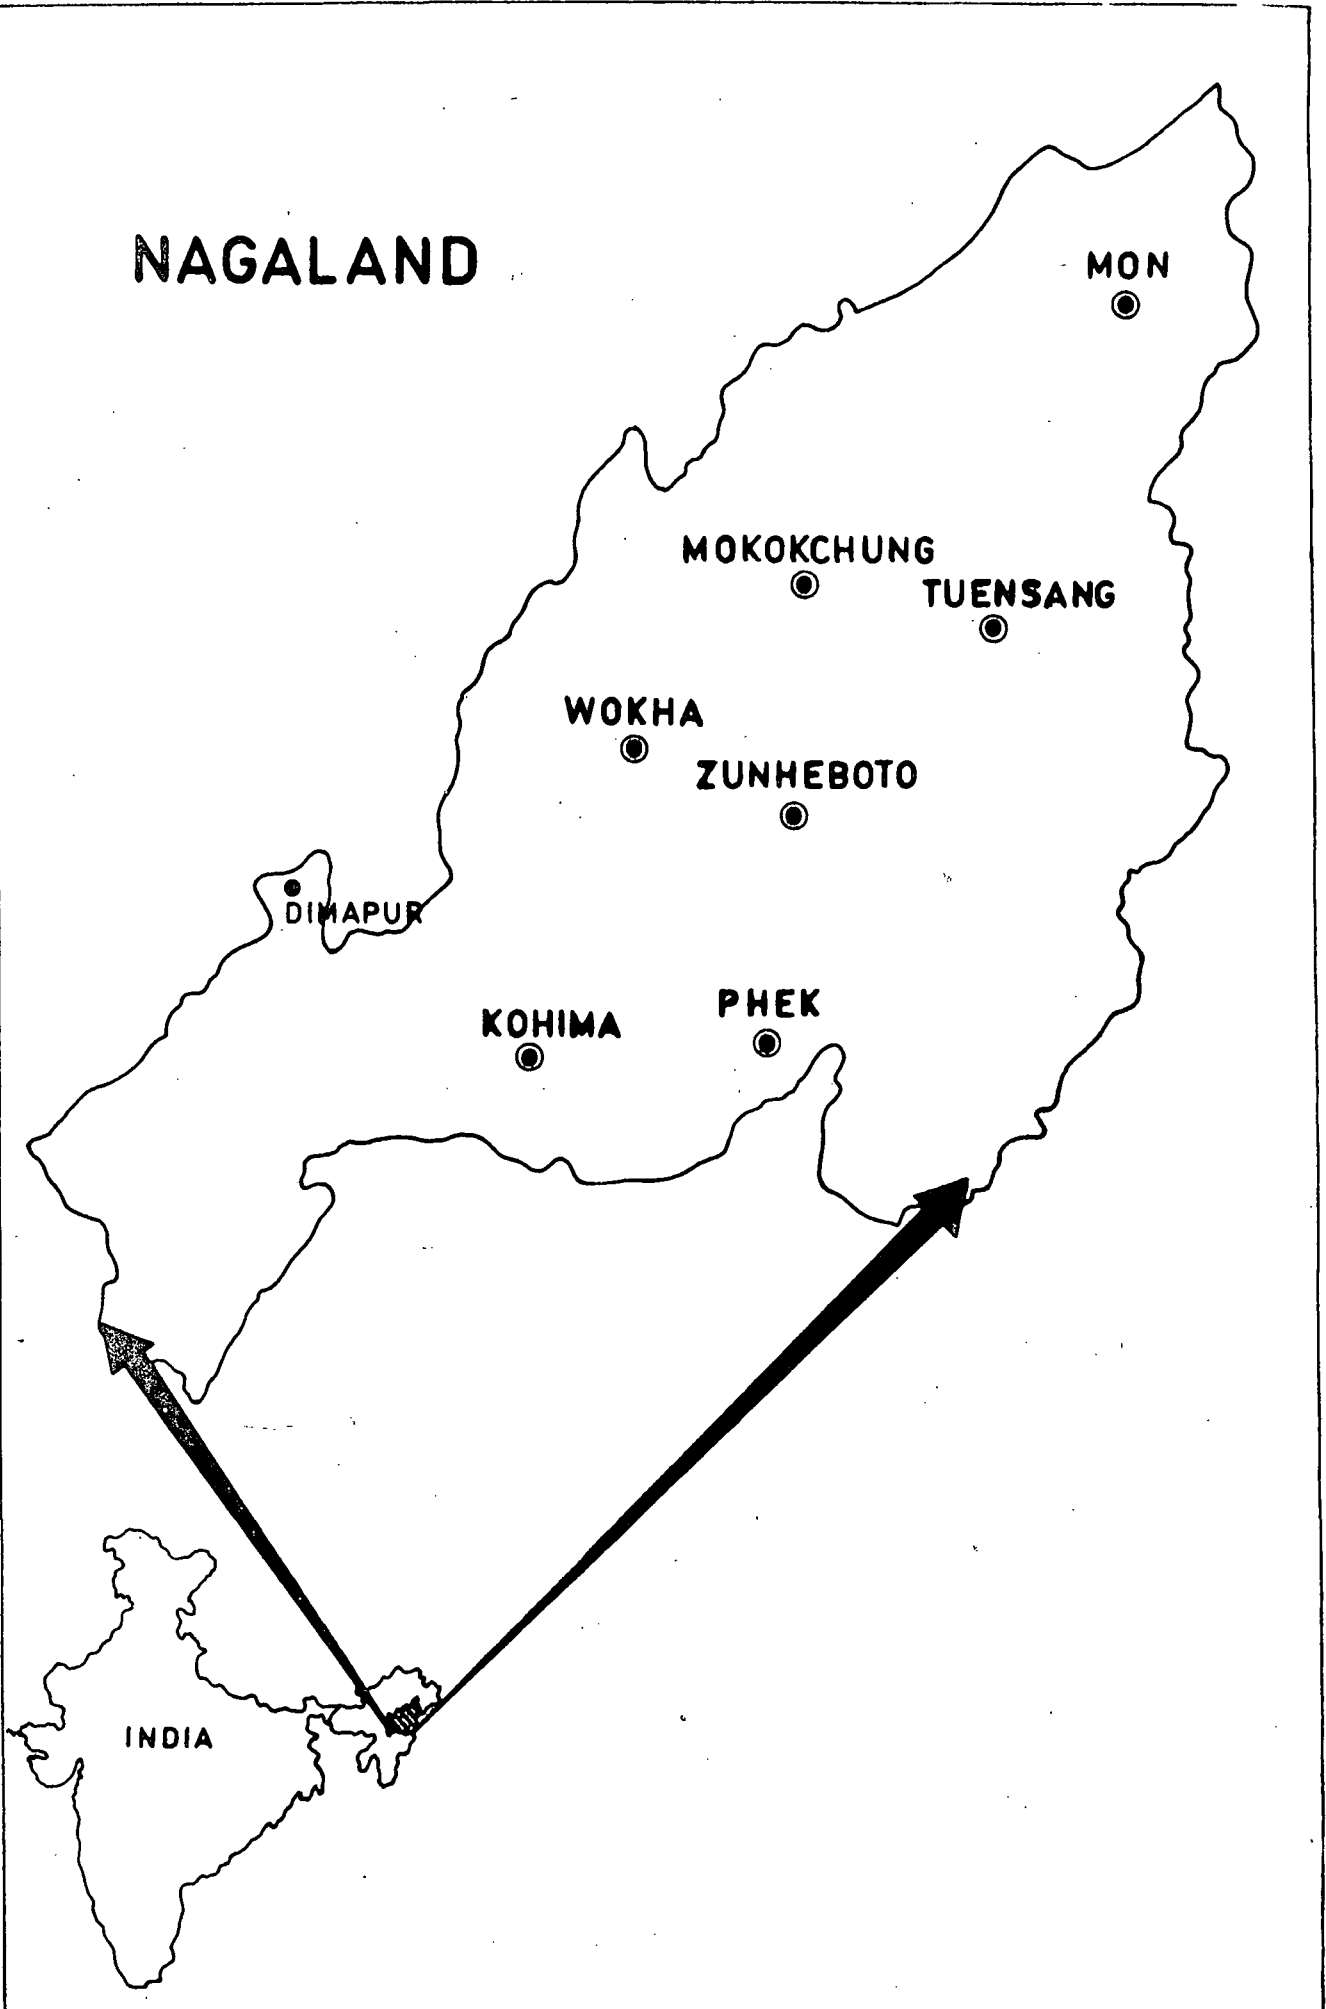 NAGALAND
MON
MOKOKCHUNG
TUENSANG
WOKHA
ZUNHEBOTO
DIMAPUR
PHEK
KOHIMA
INDIA